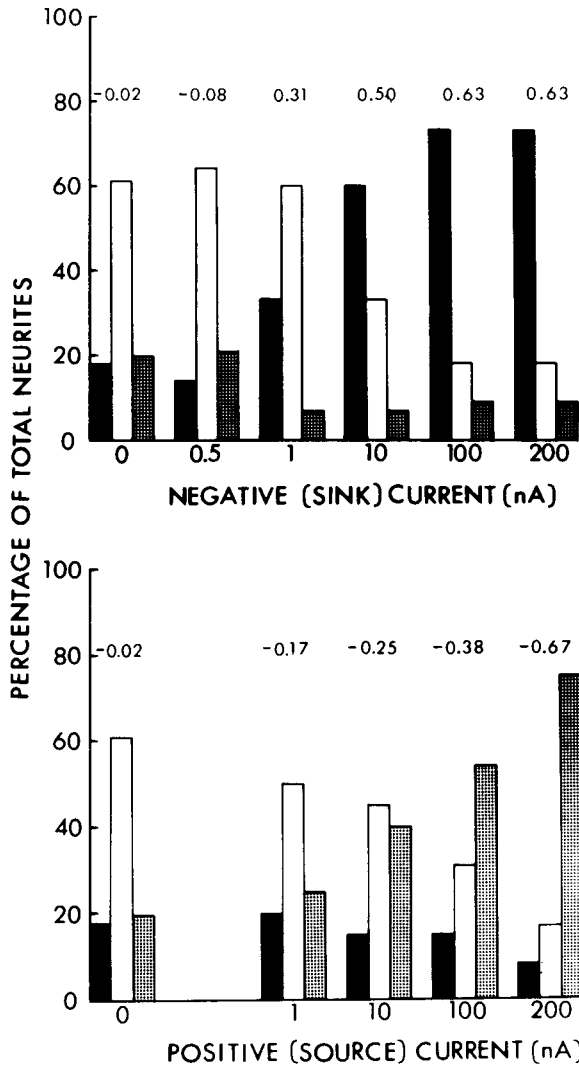 PERCENTAGE OF TOTAL NEURITES
100
80
60
40
20
0
-0.02 -0.08 0.31 0.50 0.63 0.63
0 0.5 1 10 100 200
NEGATIVE (SINK) CURRENT (nA)
100
80
60
40
20
0
-0.02 -0.17 -0.25 -0.38 -0.67
0 1 10 100 200
POSITIVE (SOURCE) CURRENT (nA)